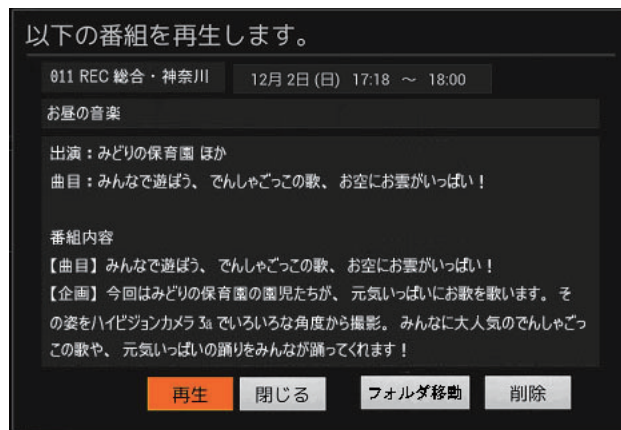 以下の番組を再生します。
011 REC 総合・神奈川
12月 2日 (日) 17:18 ～ 18:00
お昼の音楽
出演：みどりの保育園 ほか
曲目：みんなで遊ぼう、 でんしゃごっこの歌、 お空にお雲がいっぱい！
番組内容
【曲目】 みんなで遊ぼう、 でんしゃごっこの歌、 お空にお雲がいっぱい！
【企画】 今回はみどりの保育園の園児たちが、 元気いっぱいにお歌を歌います。 そ
の姿をハイビジョンカメラ 3a でいろいろな角度から撮影。 みんなに大人気のでんしゃごっ
この歌や、 元気いっぱいの踊りをみんなが踊ってくれます！
再生
閉じる
フォルダ移動
削除